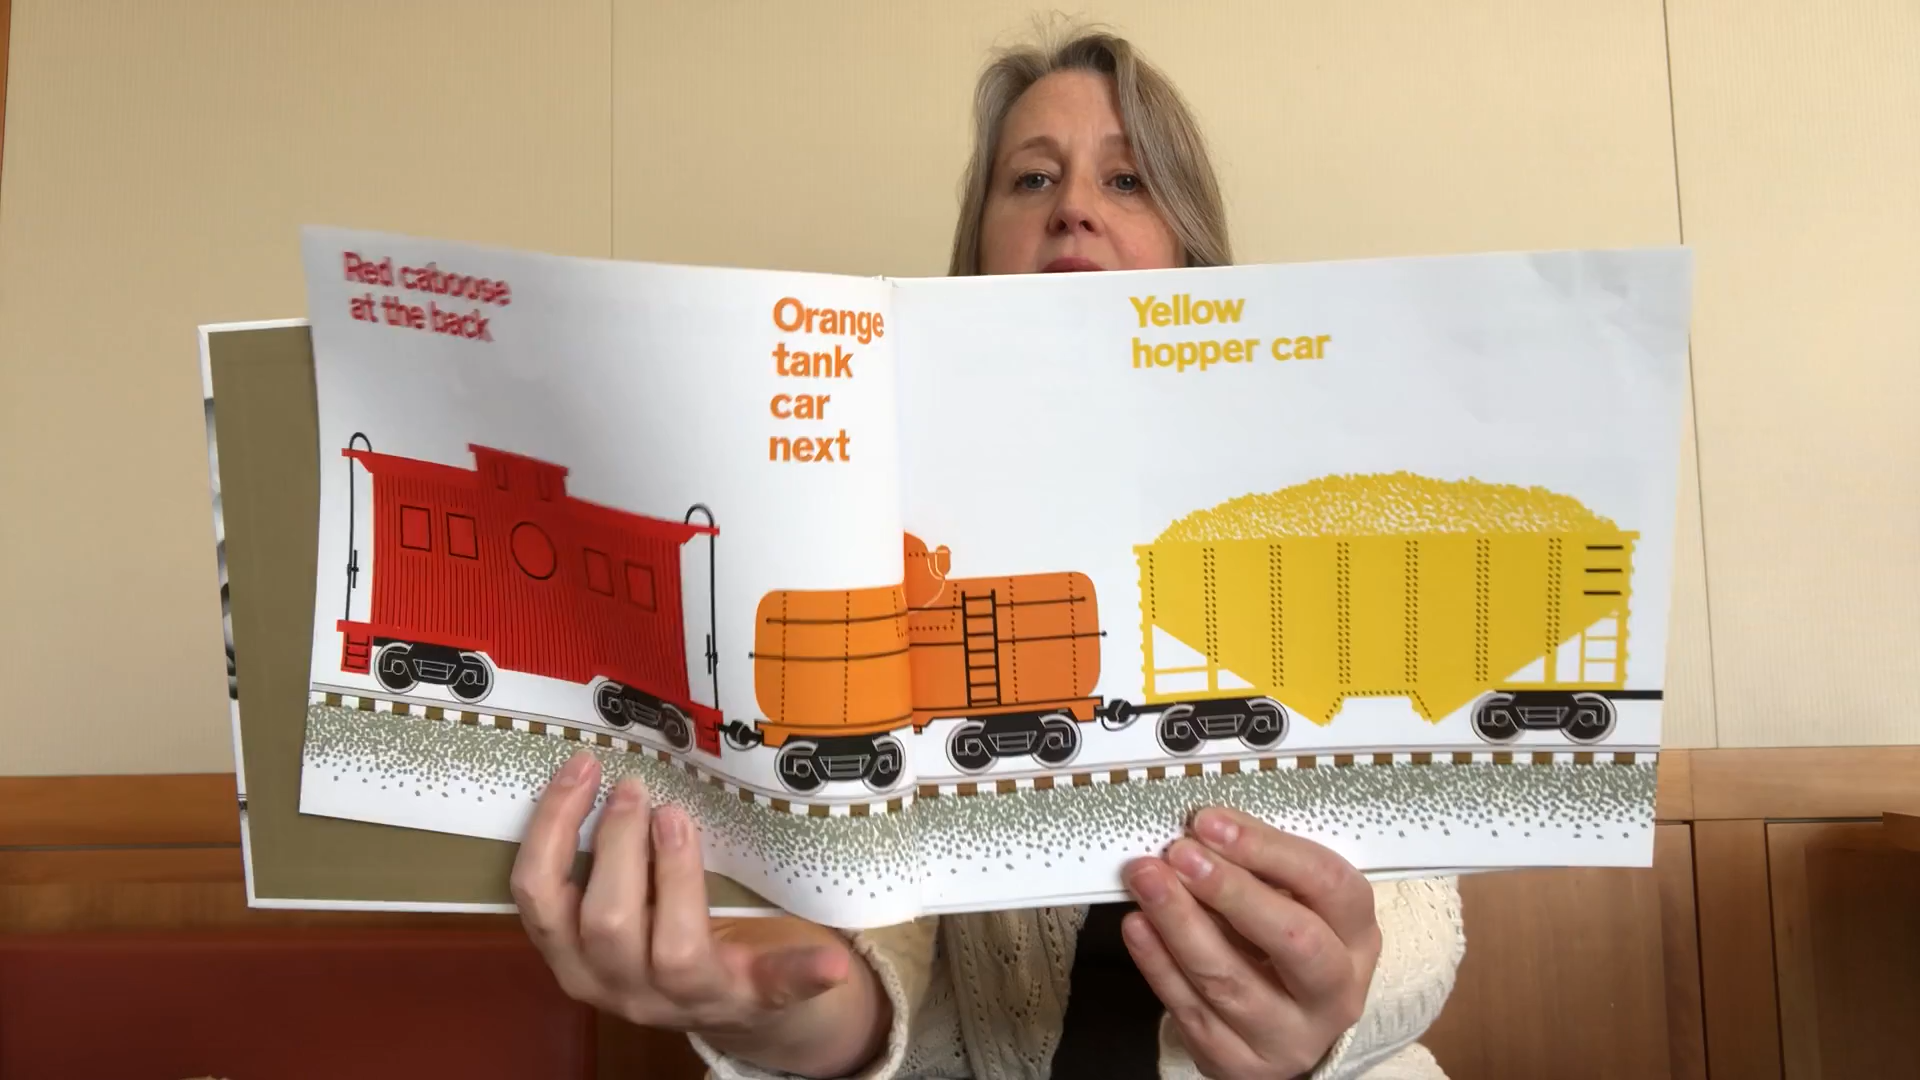 Red caboose
at the back
Orange
tank
car
next
Yellow
hopper car